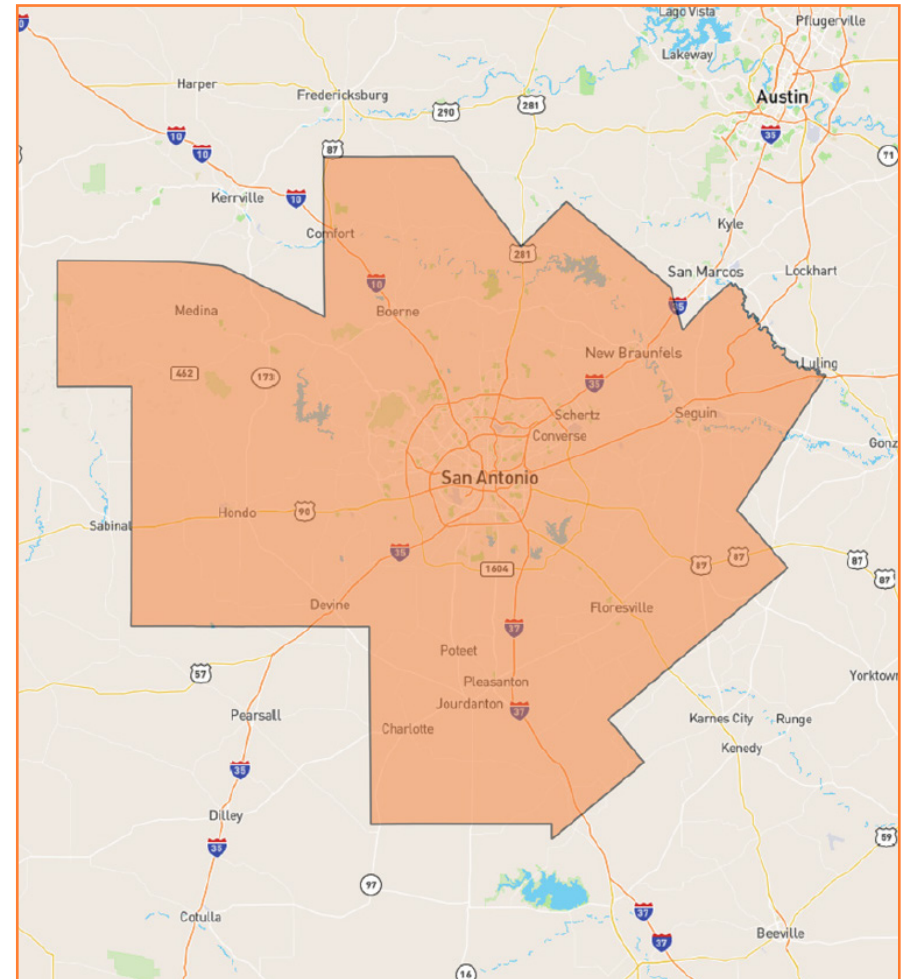 Lago Vista
Pflugerville
10
Lakeway
Harper
Fredericksburg
Austin
290
281
10
35
87
10
71
Kerrville
10
Kyle
Comfort
281
San Marcos
Lockhart
10
35
Medina
Boerne
New Braunfels
Luling
462
173
35
Schertz
Seguin
Converse
Gonz
San Antonio
Hondo
90
Sabinal
35
87
87
87
1604
87
Devine
Floresville
37
Poteet
57
Pleasanton
Yorktown
Jourdanton
37
Pearsall
Karnes City
Runge
Charlotte
Kenedy
35
Dilley
59
35
97
Cotulla
37
Beeville
37
16